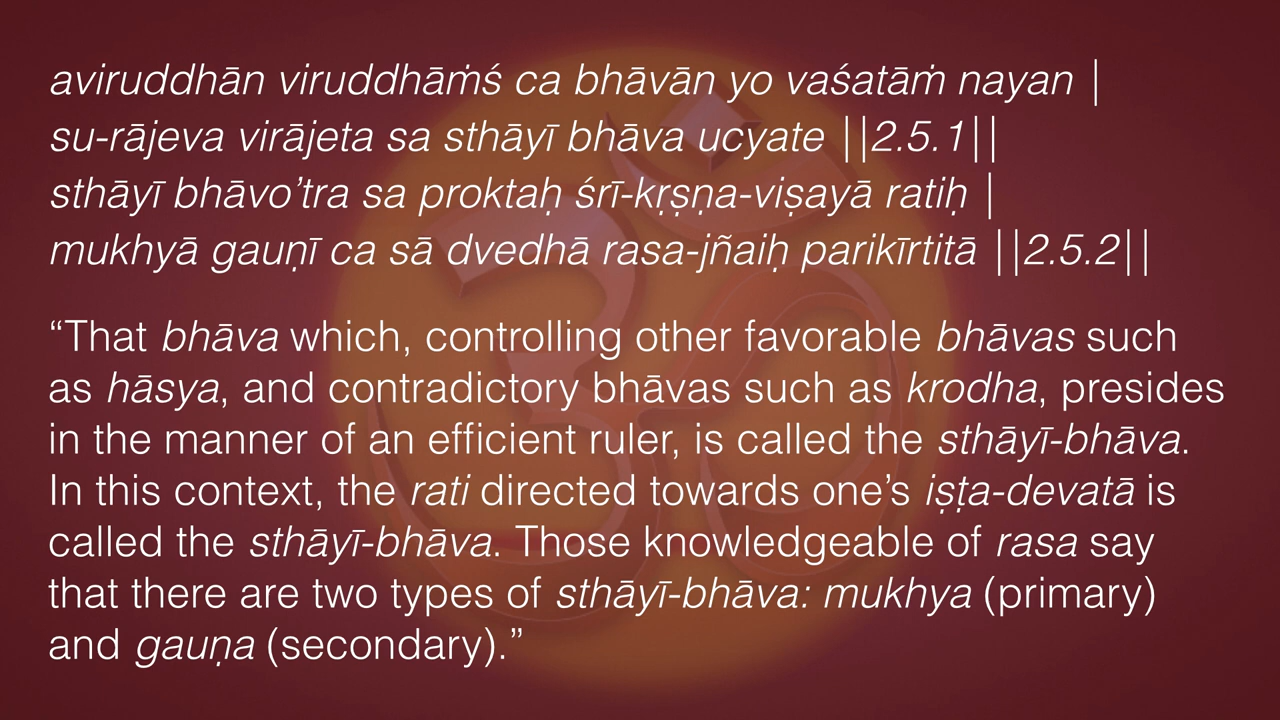 aviruddhān viruddhāṁś ca bhāvān yo vaśatāṁ nayan |
su-rājeva virājeta sa sthāyī bhāva ucyate ||2.5.1||
sthāyī bhāvo’tra sa proktaḥ śrī-kṛṣṇa-viṣayā ratiḥ |
mukhyā gauṇī ca sā dvedhā rasa-jñaiḥ parikīrtitā ||2.5.2||
“That bhāva which, controlling other favorable bhāvas such
as hāsya, and contradictory bhāvas such as krodha, presides
in the manner of an efficient ruler, is called the sthāyī-bhāva.
In this context, the rati directed towards one’s iṣṭa-devatā is
called the sthāyī-bhāva. Those knowledgeable of rasa say
that there are two types of sthāyī-bhāva: mukhya (primary)
and gauṇa (secondary).”